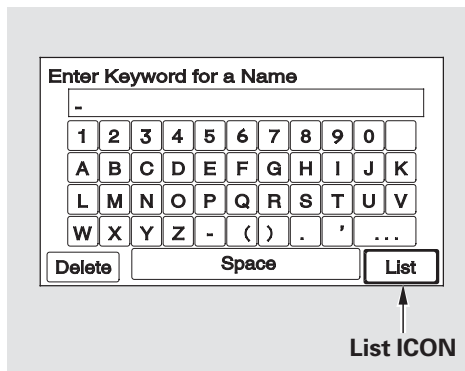 Enter Keyword for a Name
-
1 2 3 4 5 6 7 8 9 0
A B C D E F G H I J K
L M N O P Q R S T U V
W X Y Z - ( ) . ' ...
Delete Space List
List ICON